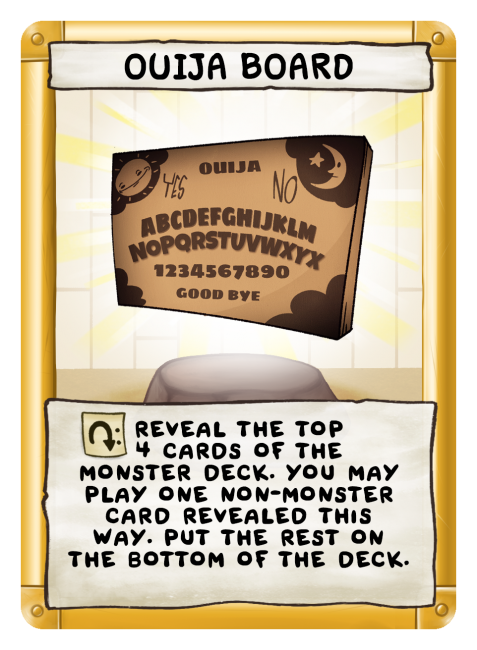 OUIJA BOARD
OUIJA
YES NO
ABCDEFGHIJKLM
NOPQRSTUVWXYX
1234567890
GOOD BYE
REVEAL THE TOP
4 CARDS OF THE
MONSTER DECK. YOU MAY
PLAY ONE NON-MONSTER
CARD REVEALED THIS
WAY. PUT THE REST ON
THE BOTTOM OF THE DECK.